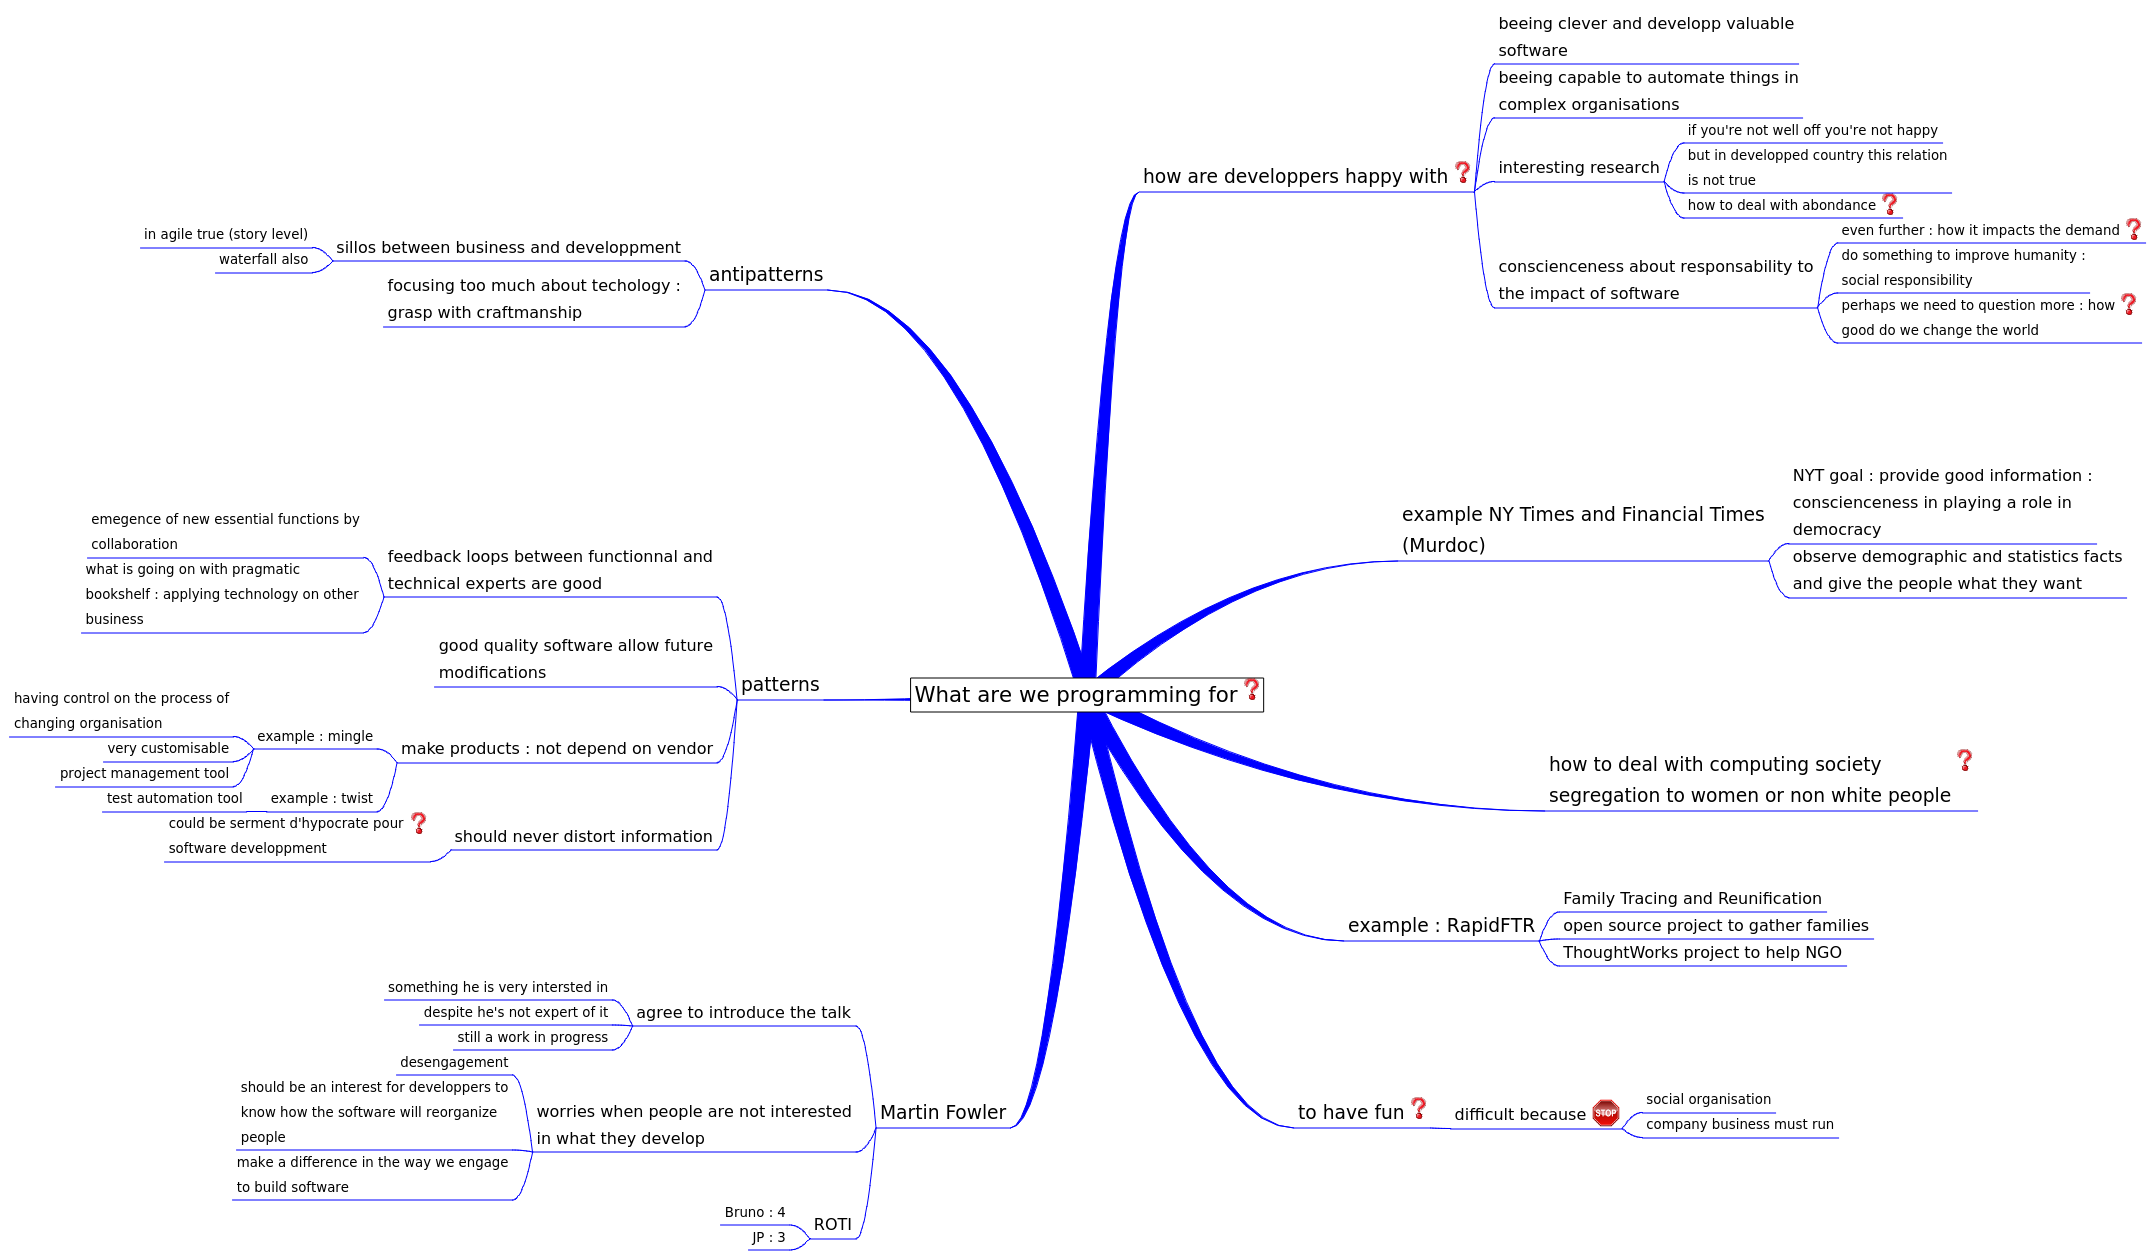 What are we programming for
how are developpers happy with
beeing clever and developp valuable
software
beeing capable to automate things in
complex organisations
interesting research
if you're not well off you're not happy
but in developped country this relation
is not true
how to deal with abondance
conscienceness about responsability to
the impact of software
even further : how it impacts the demand
do something to improve humanity :
social responsibility
perhaps we need to question more : how
good do we change the world
example NY Times and Financial Times
(Murdoc)
NYT goal : provide good information :
conscienceness in playing a role in
democracy
observe demographic and statistics facts
and give the people what they want
how to deal with computing society
segregation to women or non white people
example : RapidFTR
Family Tracing and Reunification
open source project to gather families
ThoughtWorks project to help NGO
to have fun
difficult because
STOP
social organisation
company business must run
antipatterns
sillos between business and developpment
in agile true (story level)
waterfall also
focusing too much about techology :
grasp with craftmanship
patterns
feedback loops between functionnal and
technical experts are good
emegence of new essential functions by
collaboration
what is going on with pragmatic
bookshelf : applying technology on other
business
good quality software allow future
modifications
make products : not depend on vendor
example : mingle
having control on the process of
changing organisation
very customisable
project management tool
example : twist
test automation tool
should never distort information
could be serment d'hypocrate pour
software developpment
Martin Fowler
agree to introduce the talk
something he is very intersted in
despite he's not expert of it
still a work in progress
worries when people are not interested
in what they develop
desengagement
should be an interest for developpers to
know how the software will reorganize
people
make a difference in the way we engage
to build software
ROTI
Bruno : 4
JP : 3